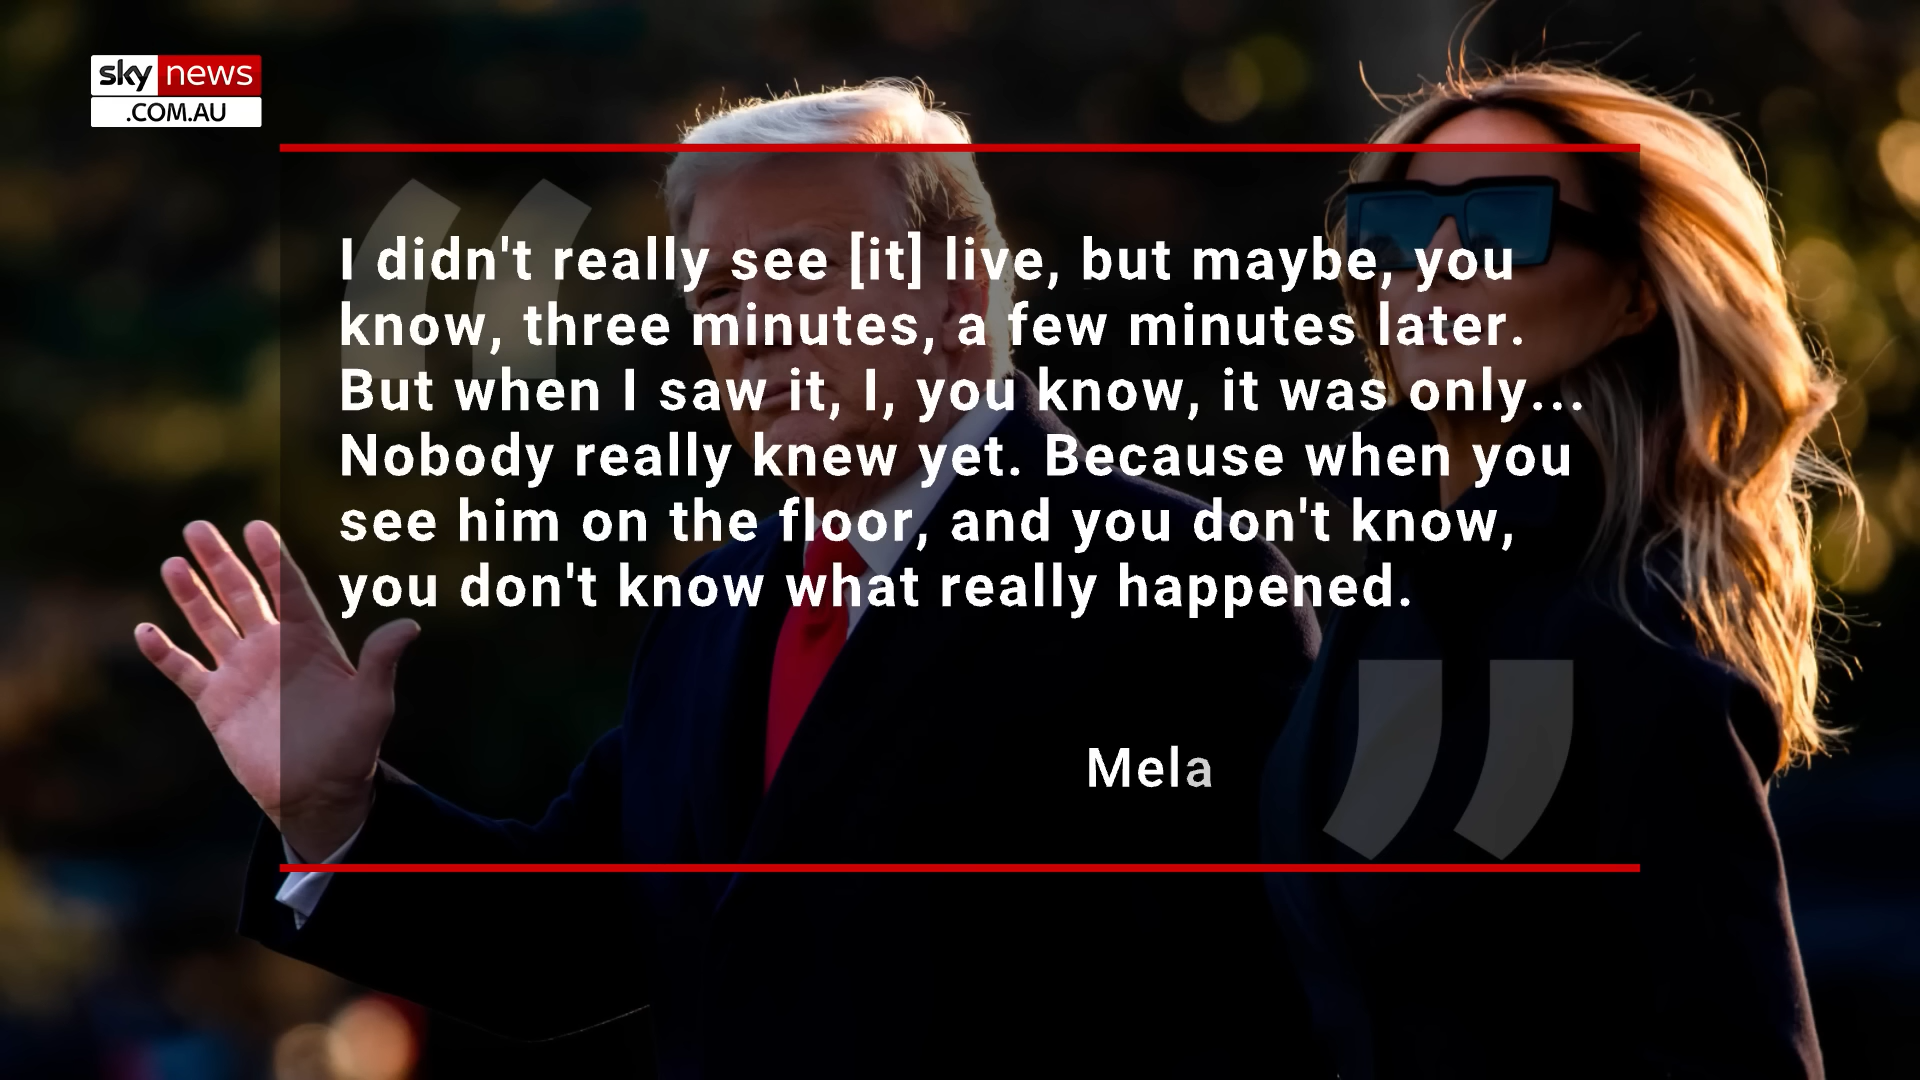 sky news
.COM.AU
I didn't really see [it] live, but maybe, you
know, three minutes, a few minutes later.
But when I saw it, I, you know, it was only...
Nobody really knew yet. Because when you
see him on the floor, and you don't know,
you don't know what really happened.
Mela